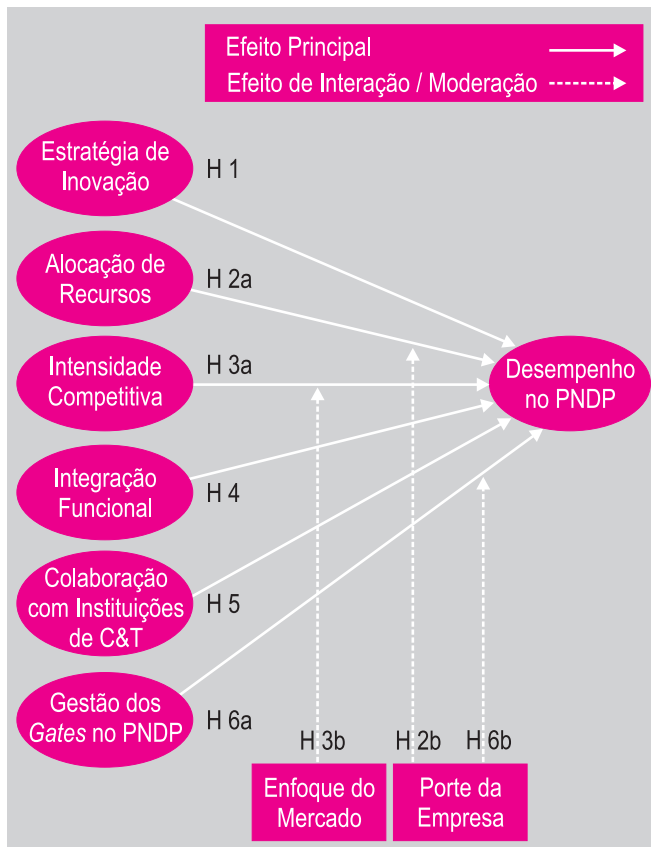 Efeito Principal
Efeito de Interação / Moderação
Estratégia de
Inovação
H 1
Alocação de
Recursos
H 2a
Intensidade
Competitiva
H 3a
Desempenho
no PNDP
Integração
Funcional
H 4
Colaboração
com Instituições
de C&T
H 5
Gestão dos
Gates no PNDP
H 6a
H 3b
H 2b
H 6b
Enfoque do
Mercado
Porte da
Empresa